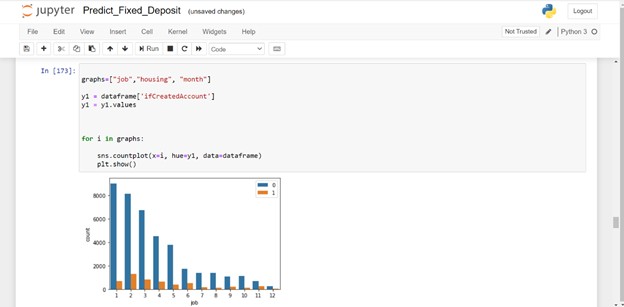 jupyter Predict_Fixed_Deposit (unsaved changes)
Logout
File Edit View Insert Cell Kernel Widgets Help
Not Trusted Python 3
Run Code
In [173]:
graphs=["job","housing", "month"]
y1 = dataframe['ifCreatedAccount']
y1 = y1.values
for i in graphs:
sns.countplot(x=i, hue=y1, data=dataframe)
plt.show()
0
1
8000
6000
4000
2000
0
count
1 2 3 4 5 6 7 8 9 10 11 12
job